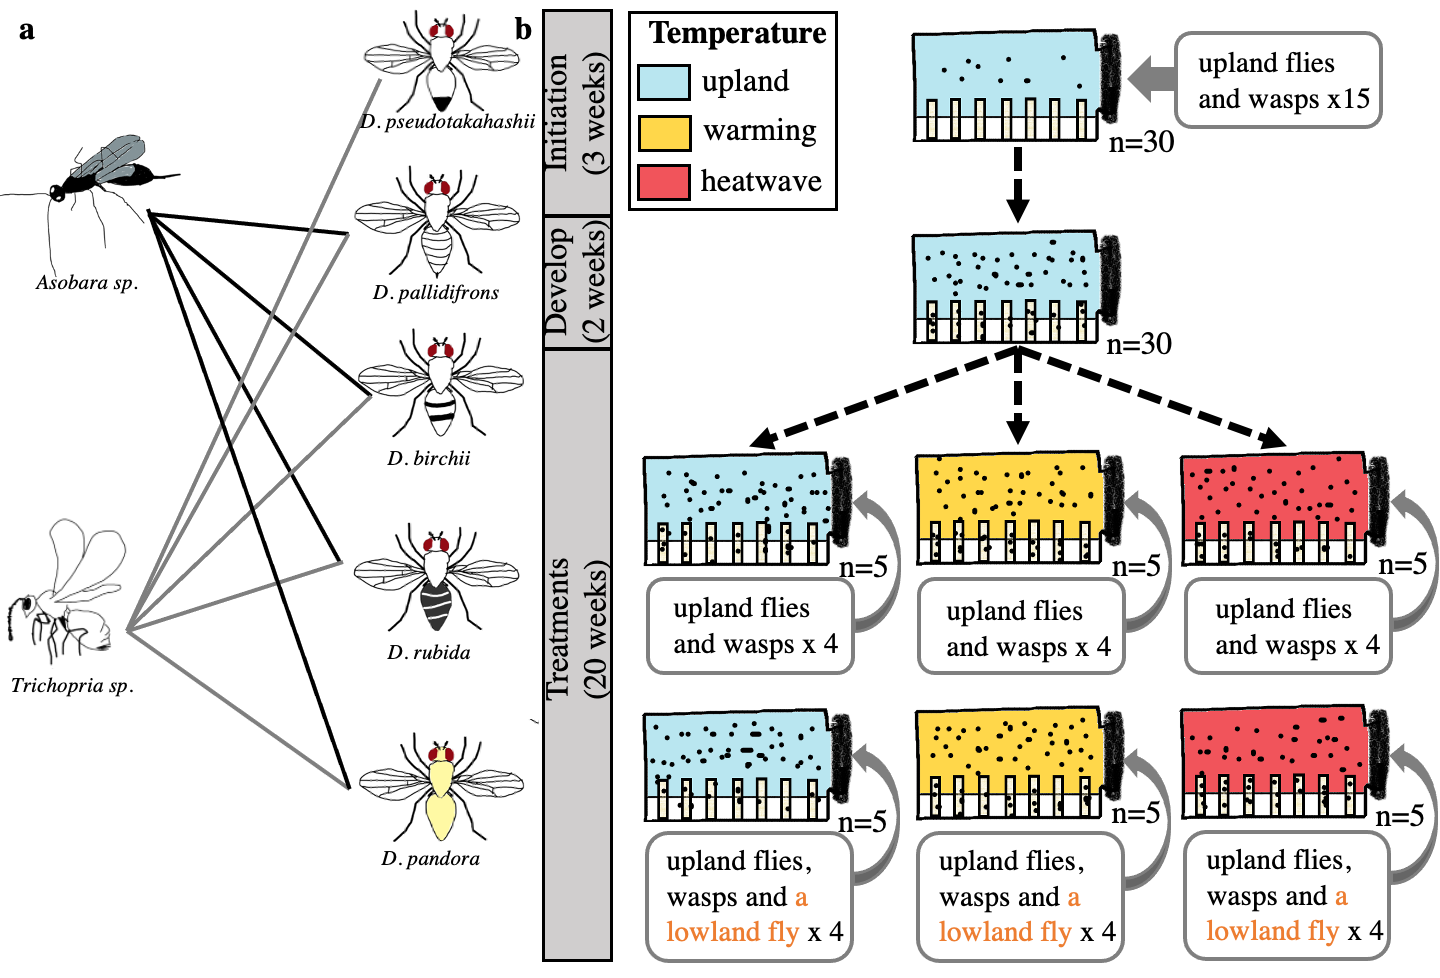 a
Asobara sp.
Trichopria sp.
D. pseudotakahashii
D. pallidifrons
D. birchii
D. rubida
D. pandora
b
Initiation
(3 weeks)
Develop
(2 weeks)
Treatments
(20 weeks)
Temperature
upland
warming
heatwave
upland flies
and wasps x15
n=30
n=30
n=5
upland flies
and wasps x 4
n=5
upland flies
and wasps x 4
n=5
upland flies
and wasps x 4
n=5
upland flies,
wasps and a
lowland fly x 4
n=5
upland flies,
wasps and a
lowland fly x 4
n=5
upland flies,
wasps and a
lowland fly x 4